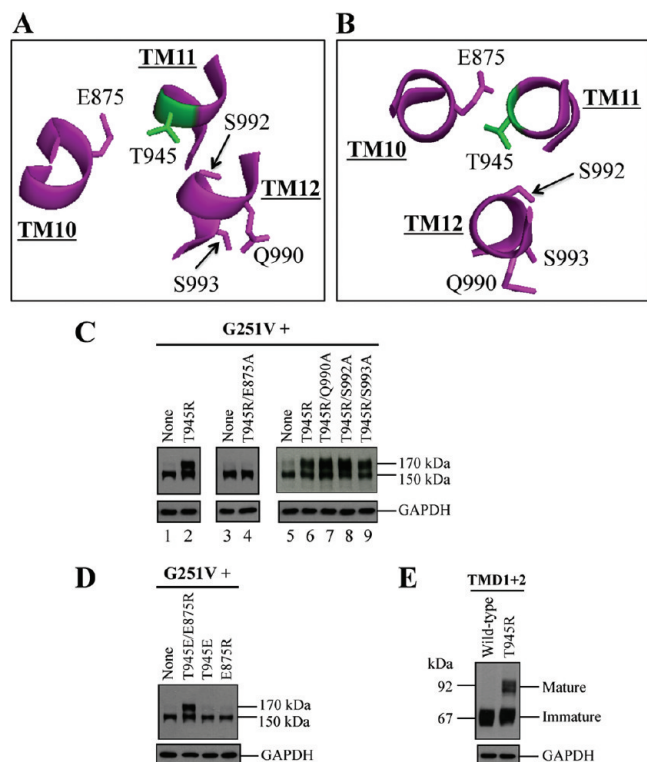 A
TM11
E875
S992
T945
TM12
TM10
Q990
S993
B
E875
TM11
T945
TM10
S992
TM12
S993
Q990
C
G251V +
None
T945R
None
T945R/E875A
None
T945R
T945R/Q990A
T945R/S992A
T945R/S993A
170 kDa
150 kDa
GAPDH
1 2 3 4 5 6 7 8 9
D
G251V +
None
T945E/E875R
T945E
E875R
170 kDa
150 kDa
GAPDH
E
TMD1+2
Wild-type
T945R
kDa
92
Mature
67
Immature
GAPDH